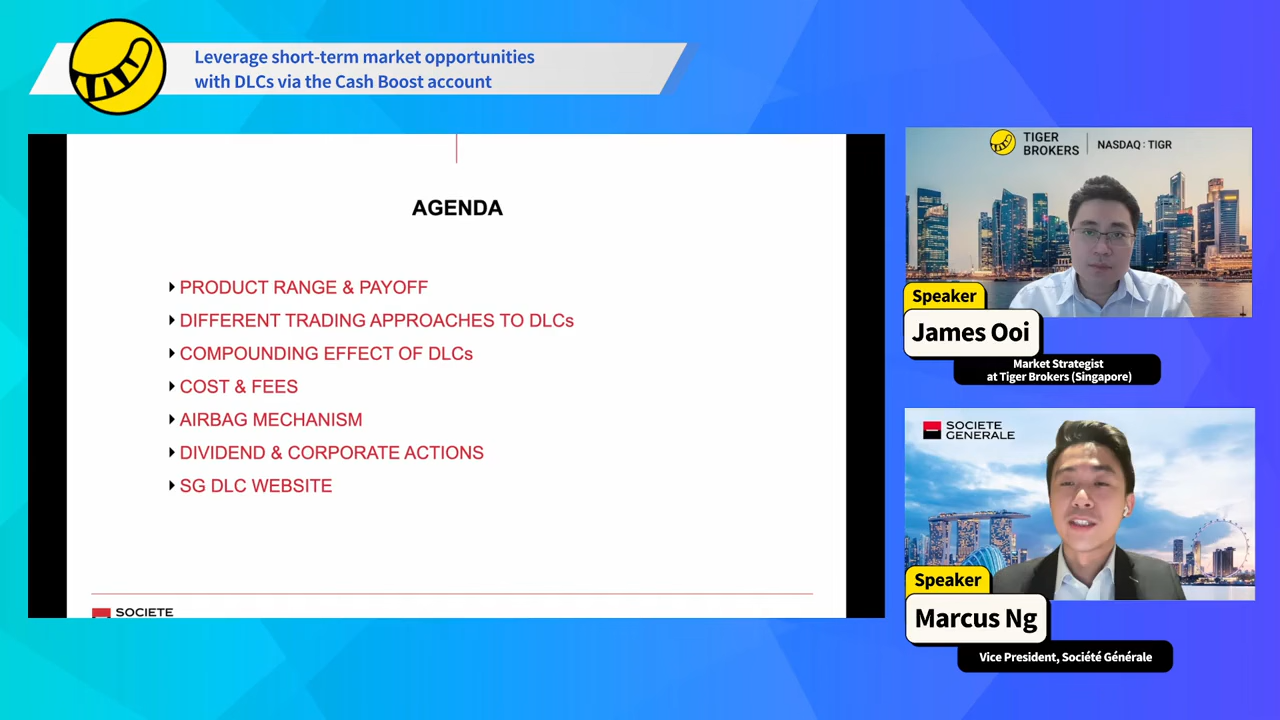 Leverage short-term market opportunities
with DLCs via the Cash Boost account
AGENDA
PRODUCT RANGE & PAYOFF
DIFFERENT TRADING APPROACHES TO DLCs
COMPOUNDING EFFECT OF DLCs
COST & FEES
AIRBAG MECHANISM
DIVIDEND & CORPORATE ACTIONS
SG DLC WEBSITE
SOCIETE
TIGER
BROKERS
NASDAQ : TIGR
Speaker
James Ooi
Market Strategist
at Tiger Brokers (Singapore)
SOCIETE
GENERALE
Speaker
Marcus Ng
Vice President, Société Générale